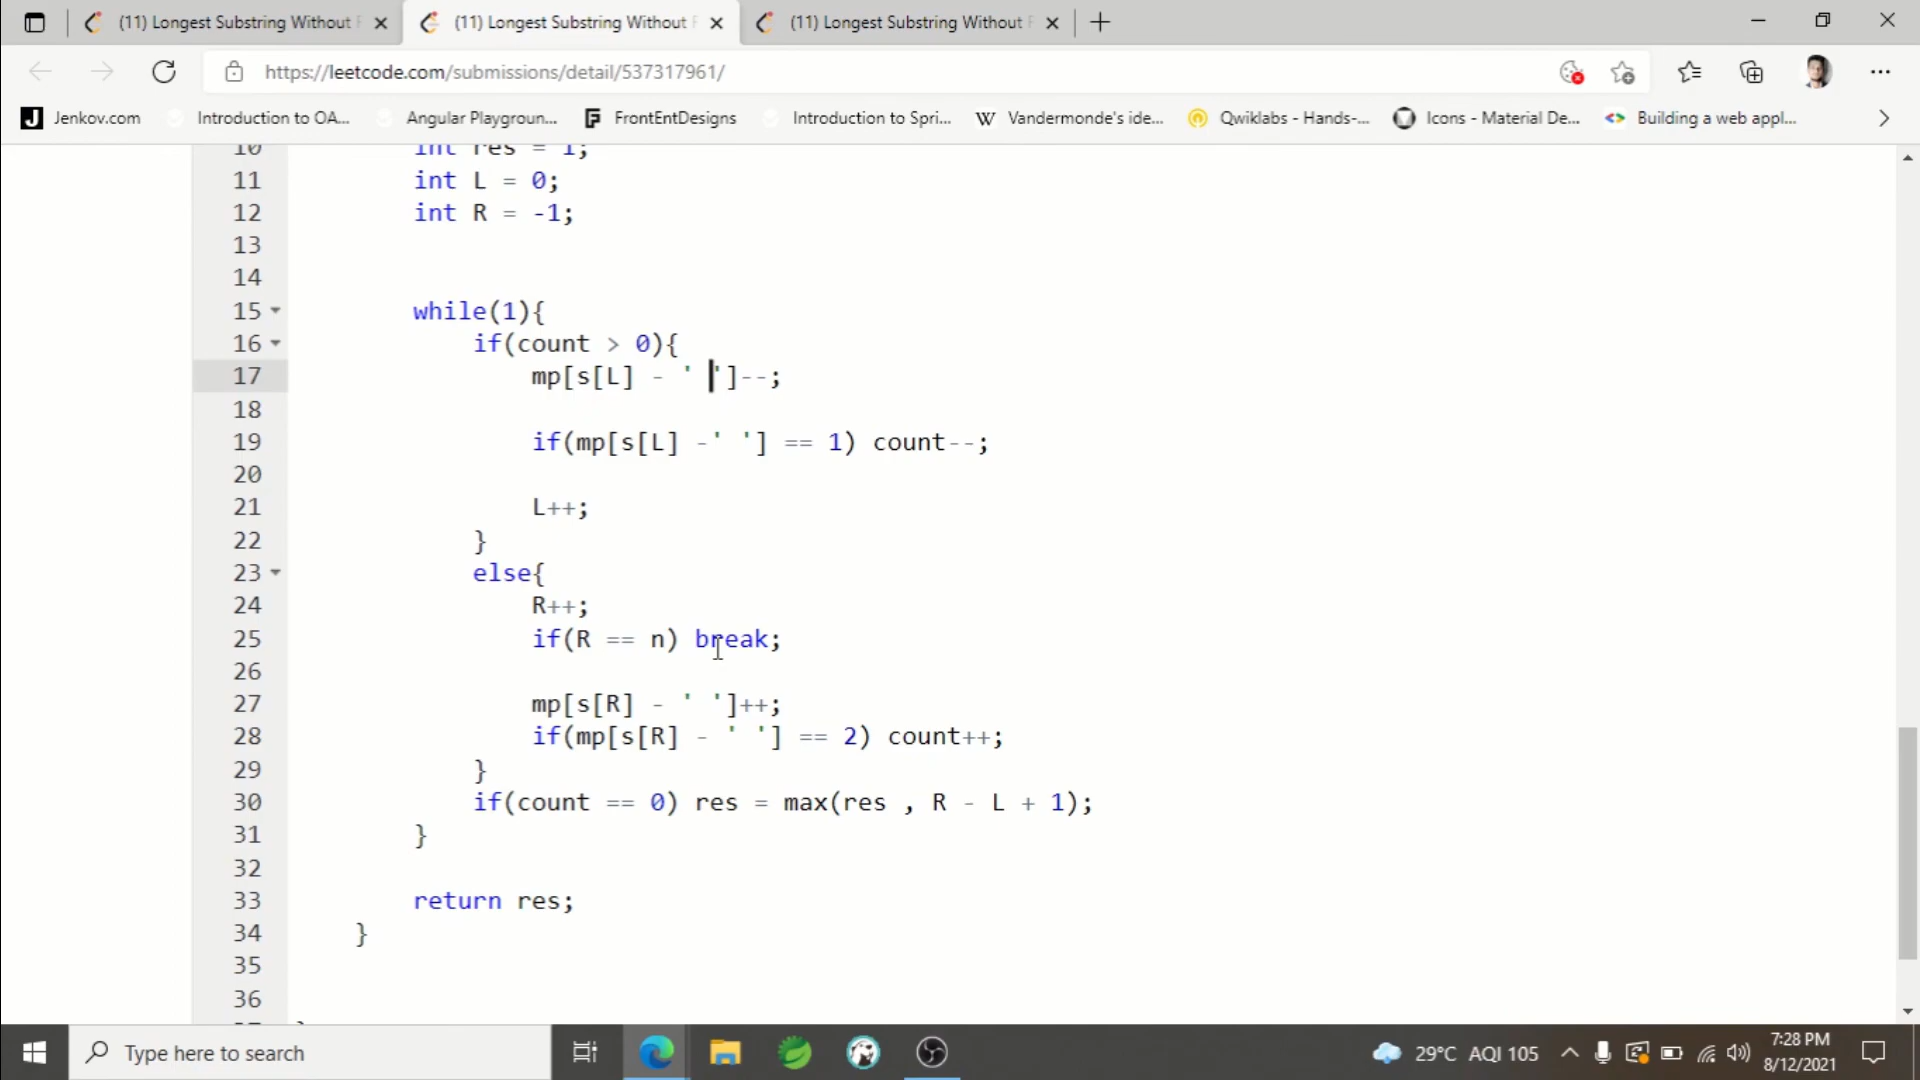 (11) Longest Substring Without
(11) Longest Substring Without
(11) Longest Substring Without
https://leetcode.com/submissions/detail/537317961/
J Jenkov.com
Introduction to OA...
Angular Playgroun...
F FrontEntDesigns
Introduction to Spri...
W Vandermonde's ide...
Qwiklabs - Hands-...
Icons - Material De...
Building a web appl...
10 int res = 1;
11 int L = 0;
12 int R = -1;
13
14
15 while(1){
16 if(count > 0){
17 mp[s[L] - ' ']--;
18
19 if(mp[s[L] -' '] == 1) count--;
20
21 L++;
22 }
23 else{
24 R++;
25 if(R == n) break;
26
27 mp[s[R] - ' ']++;
28 if(mp[s[R] - ' '] == 2) count++;
29 }
30 if(count == 0) res = max(res , R - L + 1);
31 }
32
33 return res;
34 }
35
36
Type here to search
29°C AQI 105
7:28 PM
8/12/2021